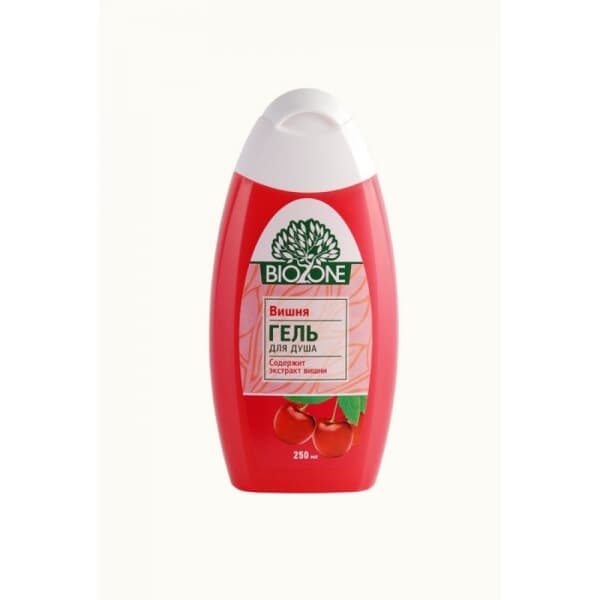 BIOZONE
Вишня
ГЕЛЬ
ДЛЯ ДУША
Содержит
экстракт вишни
250 мл